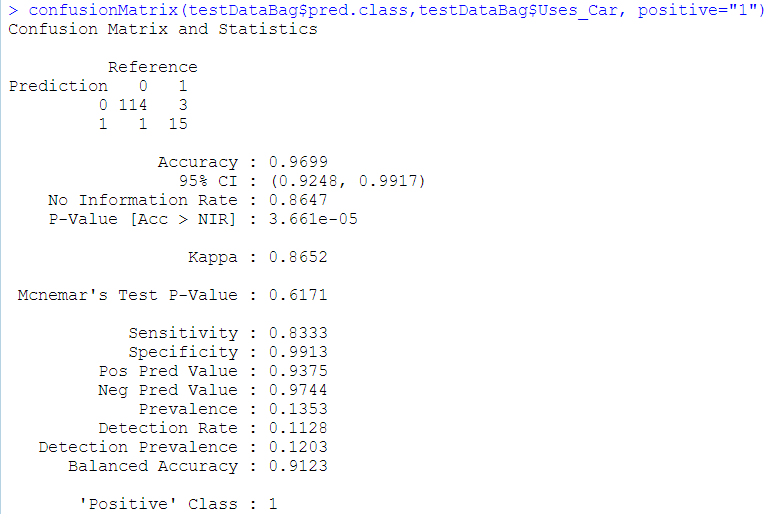 > confusionMatrix(testDataBag$pred.class,testDataBag$Uses_Car, positive="1")
Confusion Matrix and Statistics
Reference
Prediction 0 1
0 114 3
1 1 15
Accuracy : 0.9699
95% CI : (0.9248, 0.9917)
No Information Rate : 0.8647
P-Value [Acc > NIR] : 3.661e-05
Kappa : 0.8652
Mcnemar's Test P-Value : 0.6171
Sensitivity : 0.8333
Specificity : 0.9913
Pos Pred Value : 0.9375
Neg Pred Value : 0.9744
Prevalence : 0.1353
Detection Rate : 0.1128
Detection Prevalence : 0.1203
Balanced Accuracy : 0.9123
'Positive' Class : 1